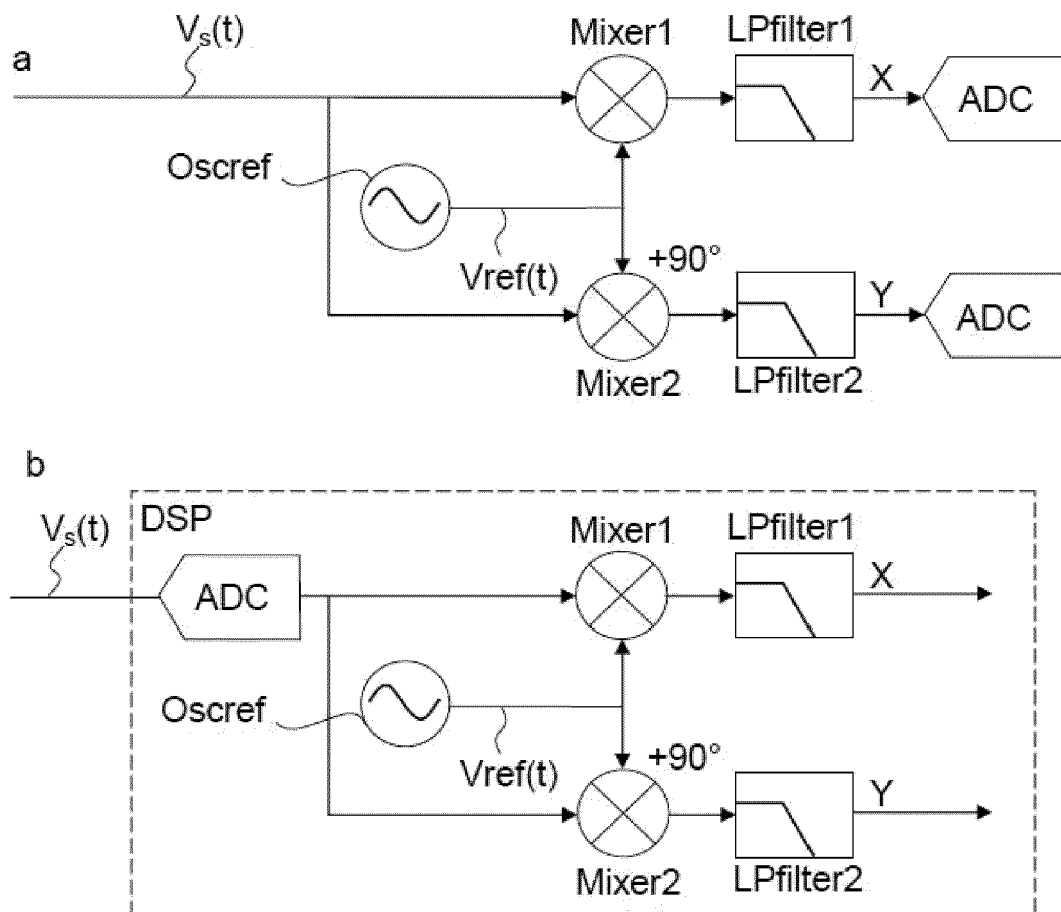 a
Vs(t)
Mixer1
LPfilter1
X
ADC
Oscref
Vref(t)
+90°
Mixer2
LPfilter2
Y
ADC
b
Vs(t)
DSP
ADC
Mixer1
LPfilter1
X
Oscref
Vref(t)
+90°
Mixer2
LPfilter2
Y